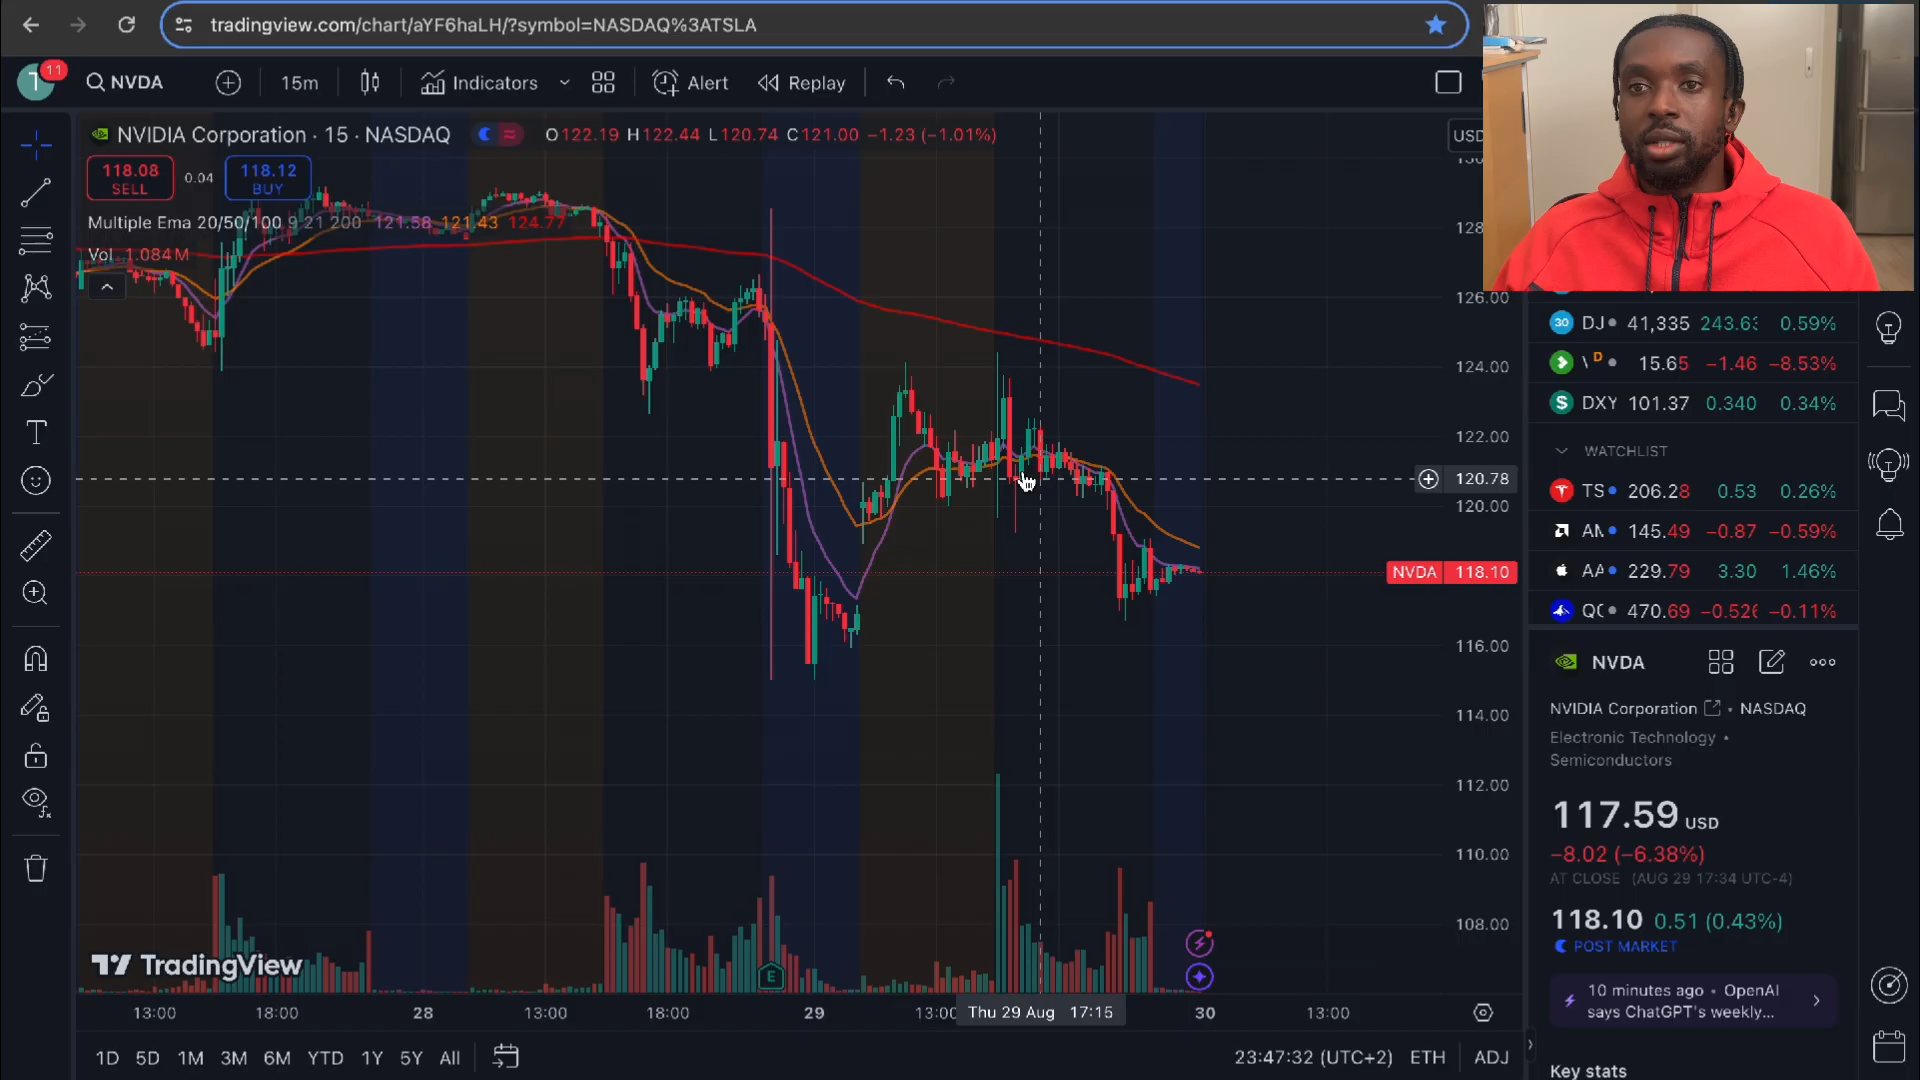 tradingview.com/chart/aYF6haLH/?symbol=NASDAQ%3ATSLA
T 11 NVDA 15m Indicators Alert Replay
NVIDIA Corporation · 15 · NASDAQ O122.19 H122.44 L120.74 C121.00 −1.23 (−1.01%)
USD
118.08 SELL 0.04 118.12 BUY
Multiple Ema 20/50/100 9 21 200 121.58 121.43 124.77
Vol 1.084M
128
126.00
124.00
122.00
120.78
120.00
NVDA 118.10
116.00
114.00
112.00
110.00
108.00
30 DJ 41,335 243.63 0.59%
D 15.65 −1.46 −8.53%
S DXY 101.37 0.340 0.34%
WATCHLIST
TS 206.28 0.53 0.26%
AM 145.49 −0.87 −0.59%
AA 229.79 3.30 1.46%
QQ 470.69 −0.526 −0.11%
NVDA
NVIDIA Corporation • NASDAQ
Electronic Technology •
Semiconductors
117.59 USD
−8.02 (−6.38%)
AT CLOSE (AUG 29 17:34 UTC-4)
118.10 0.51 (0.43%)
POST MARKET
10 minutes ago • OpenAI
says ChatGPT's weekly...
Key stats
TradingView
E
13:00 18:00 28 13:00 18:00 29 13:00 Thu 29 Aug 17:15 30 13:00
1D 5D 1M 3M 6M YTD 1Y 5Y All 23:47:32 (UTC+2) ETH ADJ